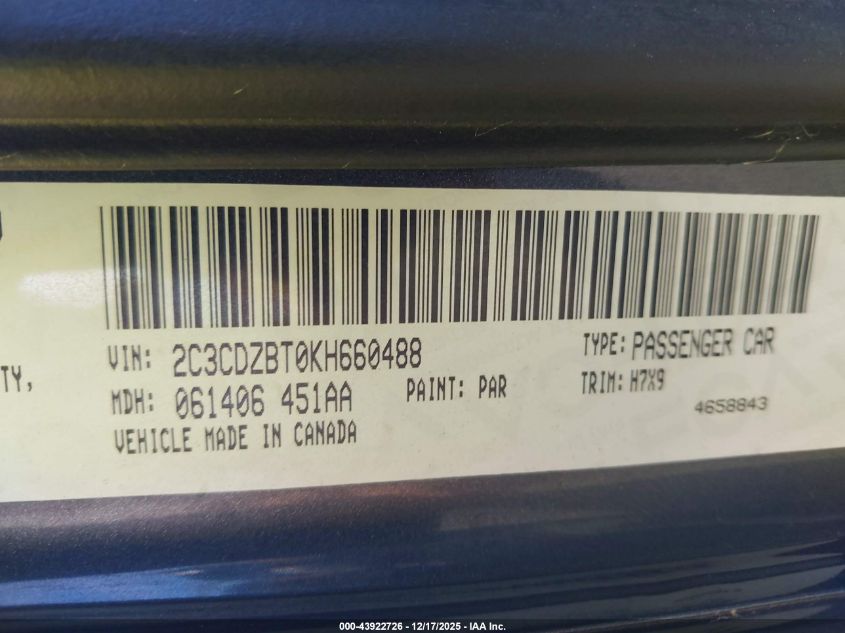 VIN: 2C3CDZBT0KH660488 TYPE: PASSENGER CAR
TY,
MDH: 061406 451AA PAINT: PAR TRIM: H7X9
4658843
VEHICLE MADE IN CANADA
000-43922726 - 12/17/2025 - IAA Inc.